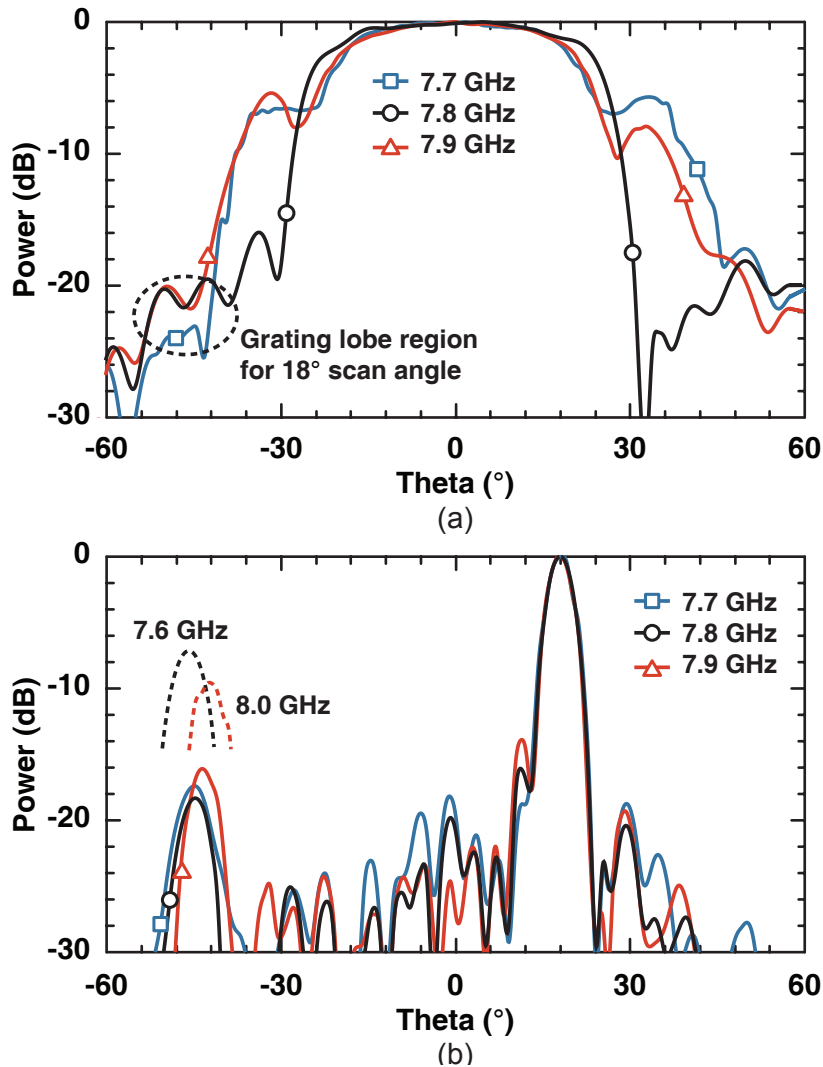 0
-10
-20
-30
Power (dB)
7.7 GHz
7.8 GHz
7.9 GHz
Grating lobe region
for 18° scan angle
-60 -30 0 30 60
Theta (°)
(a)
0
-10
-20
-30
Power (dB)
7.6 GHz
8.0 GHz
7.7 GHz
7.8 GHz
7.9 GHz
-60 -30 0 30 60
Theta (°)
(b)